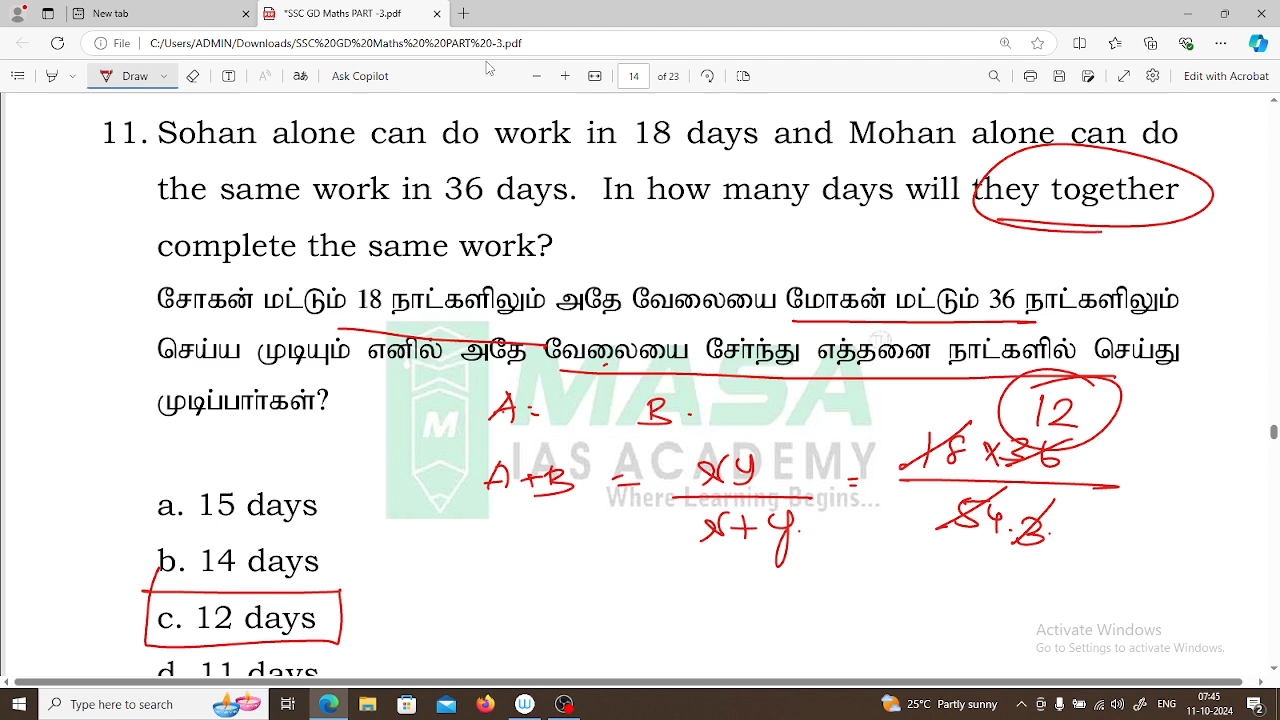 New tab
*SSC GD Maths PART -3.pdf
File C:/Users/ADMIN/Downloads/SSC%20GD%20Maths%20%20PART%20-3.pdf
Draw Ask Copilot 14 of 23 Edit with Acrobat
11. Sohan alone can do work in 18 days and Mohan alone can do
the same work in 36 days. In how many days will they together
complete the same work?
சோகன் மட்டும் 18 நாட்களிலும் அதே வேலையை மோகன் மட்டும் 36 நாட்களிலும்
செய்ய முடியும் எனில் அதே வேலையை சேர்ந்து எத்தனை நாட்களில் செய்து
முடிப்பார்கள்?
MASA
IAS ACADEMY
Where Learning Begins...
A = B. 12
A+B = xy = 18 x 36
x+y. 54. 3.
a. 15 days
b. 14 days
c. 12 days
d. 11 days
Activate Windows
Go to Settings to activate Windows.
Type here to search
25°C Partly sunny
07:45
11-10-2024